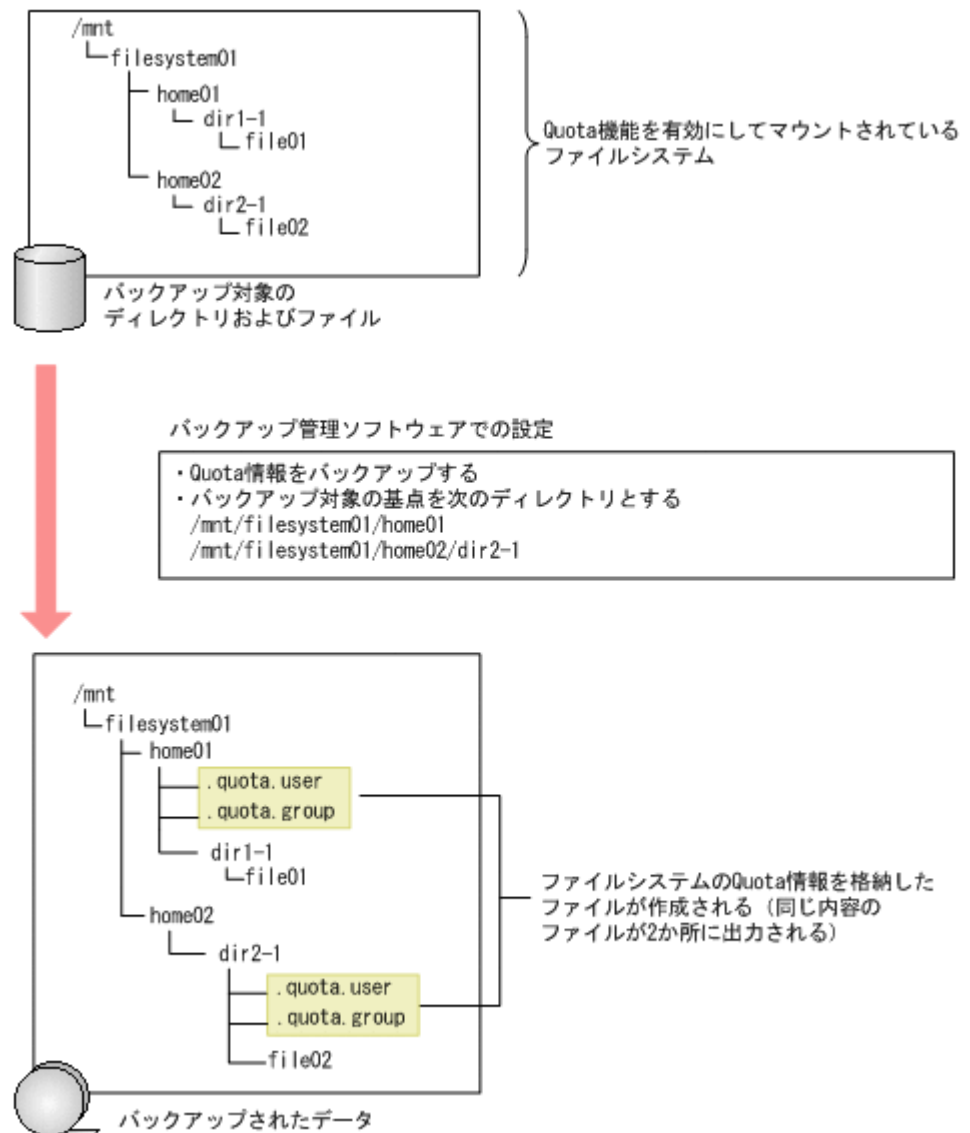 /mnt
filesystem01
home01
dir1-1
file01
home02
dir2-1
file02
Quota機能を有効にしてマウントされている
ファイルシステム
バックアップ対象の
ディレクトリおよびファイル
バックアップ管理ソフトウェアでの設定
・Quota情報をバックアップする
・バックアップ対象の基点を次のディレクトリとする
/mnt/filesystem01/home01
/mnt/filesystem01/home02/dir2-1
/mnt
filesystem01
home01
.quota.user
.quota.group
dir1-1
file01
home02
dir2-1
.quota.user
.quota.group
file02
ファイルシステムのQuota情報を格納した
ファイルが作成される（同じ内容の
ファイルが2か所に出力される）
バックアップされたデータ